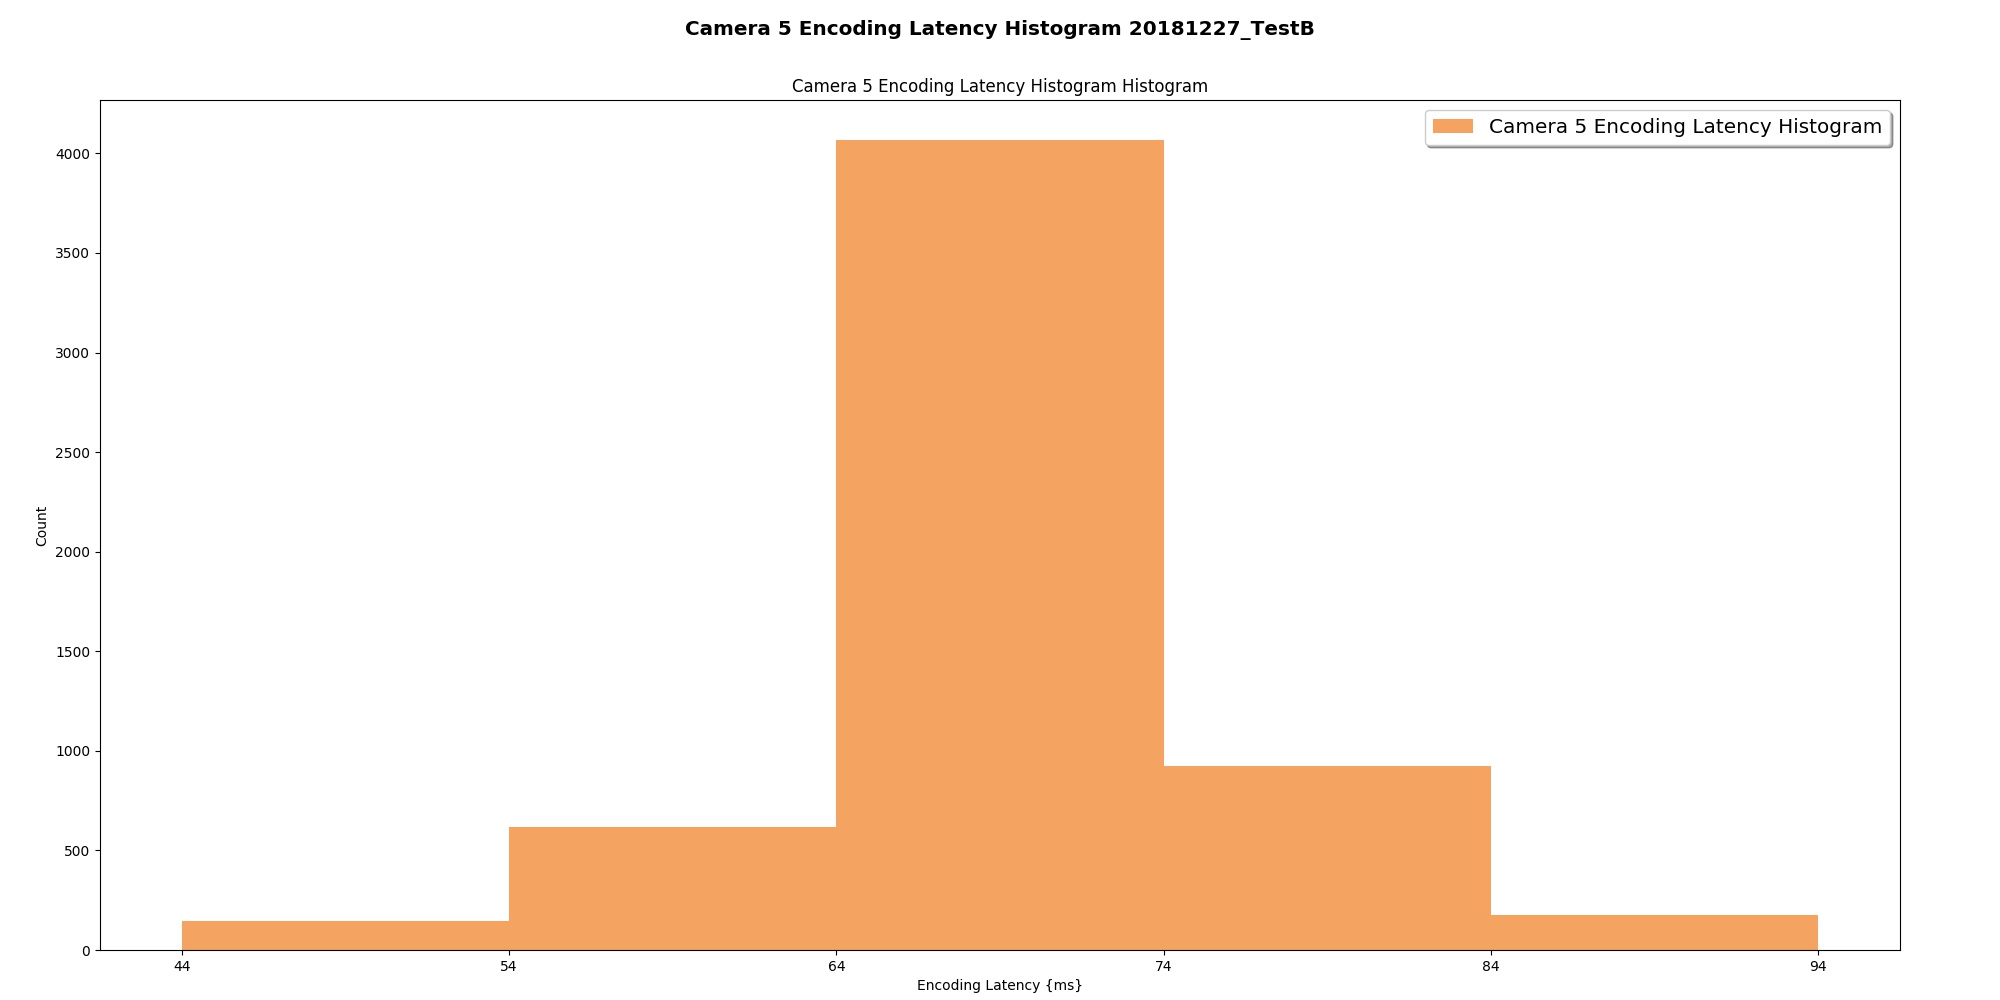 Camera 5 Encoding Latency Histogram 20181227_TestB
Camera 5 Encoding Latency Histogram Histogram
Camera 5 Encoding Latency Histogram
4000
3500
3000
2500
2000
1500
1000
500
0
Count
44 54 64 74 84 94
Encoding Latency {ms}